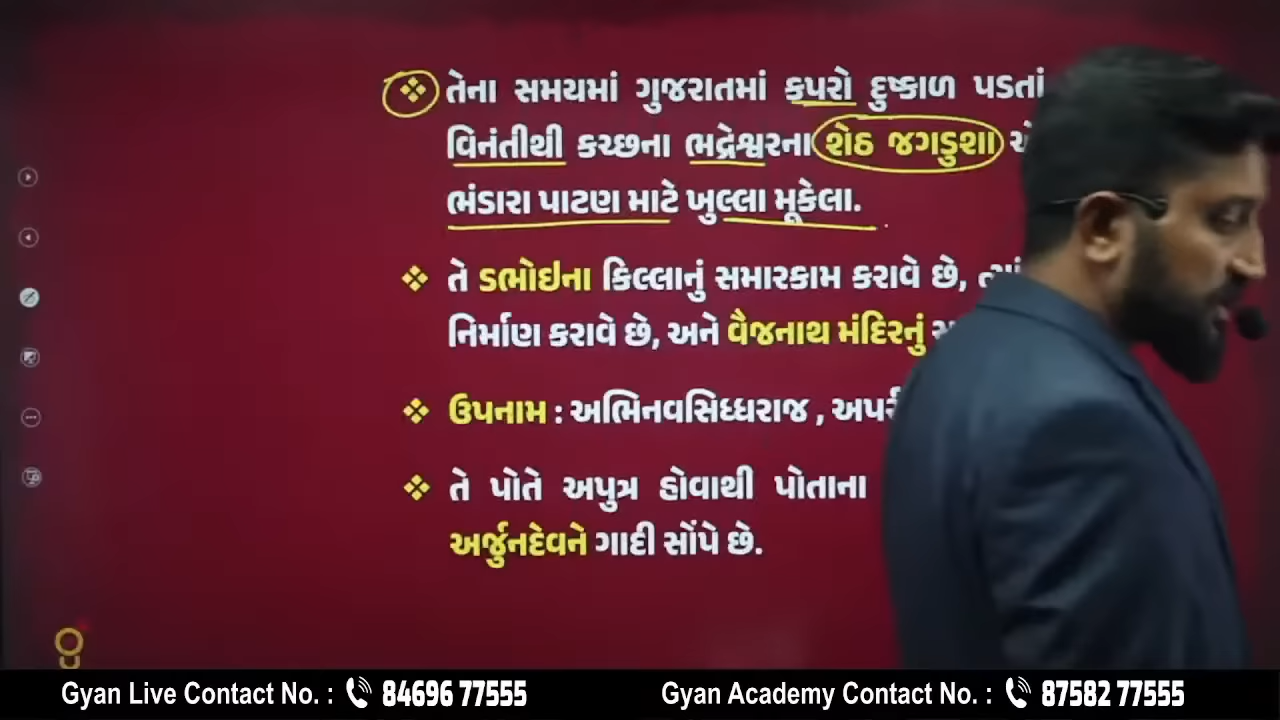 તેના સમયમાં ગુજરાતમાં કપરો દુષ્કાળ પડતાં
વિનંતીથી કચ્છના ભદ્રેશ્વરના શેઠ જગડુશા
ભંડારા પાટણ માટે ખુલ્લા મૂકેલા.
તે ડભોઇના કિલ્લાનું સમારકામ કરાવે છે,
નિર્માણ કરાવે છે, અને વૈજનાથ મંદિરનું
ઉપનામ : અભિનવસિધ્ધરાજ ,
તે પોતે અપુત્ર હોવાથી પોતાના
અર્જુનદેવને ગાદી સોંપે છે.
Gyan Live Contact No. : 84696 77555
Gyan Academy Contact No. : 87582 77555